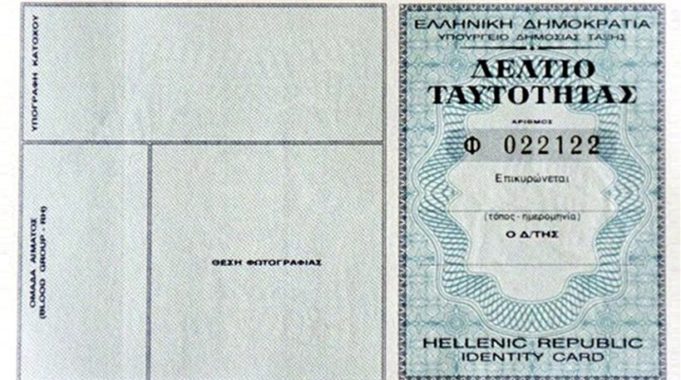 ΥΠΟΓΡΑΦΗ ΚΑΤΟΧΟΥ
ΟΜΑΔΑ ΑΙΜΑΤΟΣ
(BLOOD GROUP - RH)
ΘΕΣΗ ΦΩΤΟΓΡΑΦΙΑΣ
ΕΛΛΗΝΙΚΗ ΔΗΜΟΚΡΑΤΙΑ
ΥΠΟΥΡΓΕΙΟ ΔΗΜΟΣΙΑΣ ΤΑΞΗΣ
ΔΕΛΤΙΟ
ΤΑΥΤΟΤΗΤΑΣ
ΑΡΙΘΜΟΣ
Φ 022122
Επικυρώνεται
(τόπος - ημερομηνία)
Ο Δ/ΤΗΣ
HELLENIC REPUBLIC
IDENTITY CARD